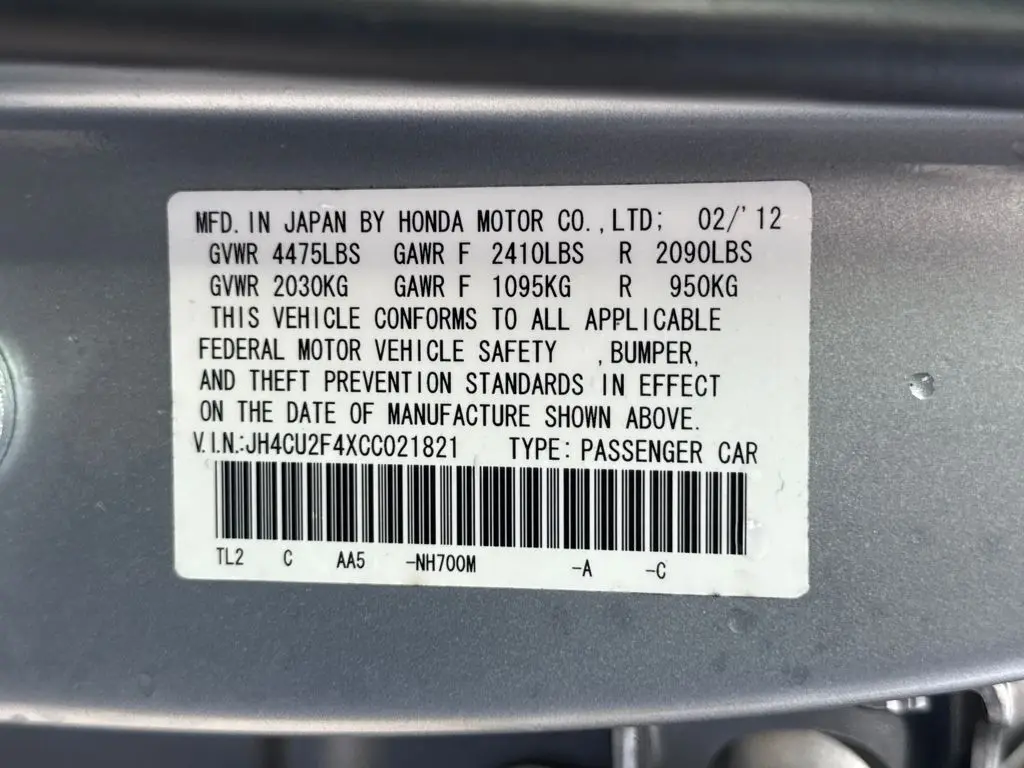 MFD. IN JAPAN BY HONDA MOTOR CO.,LTD; 02/'12
GVWR 4475LBS GAWR F 2410LBS R 2090LBS
GVWR 2030KG GAWR F 1095KG R 950KG
THIS VEHICLE CONFORMS TO ALL APPLICABLE
FEDERAL MOTOR VEHICLE SAFETY ,BUMPER,
AND THEFT PREVENTION STANDARDS IN EFFECT
ON THE DATE OF MANUFACTURE SHOWN ABOVE.
V.I.N.:JH4CU2F4XCC021821 TYPE: PASSENGER CAR
TL2 C AA5 -NH700M -A -C